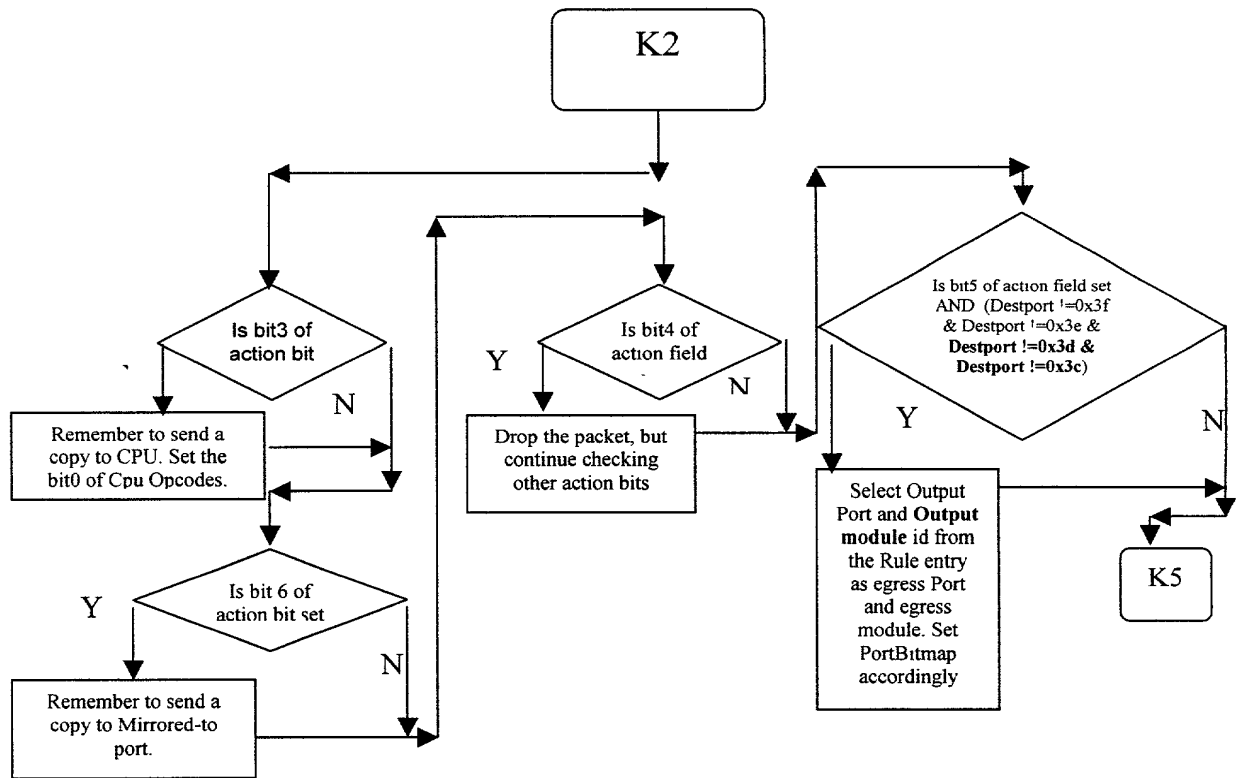 K2
Is bit3 of
action bit
N
Remember to send a
copy to CPU. Set the
bit0 of Cpu Opcodes.
Y
Is bit 6 of
action bit set
N
Remember to send a
copy to Mirrored-to
port.
Y
Is bit4 of
action field
N
Drop the packet, but
continue checking
other action bits
Is bit5 of action field set
AND (Destport !=0x3f
& Destport !=0x3e &
Destport !=0x3d &
Destport !=0x3c)
Y
N
Select Output
Port and Output
module id from
the Rule entry
as egress Port
and egress
module. Set
PortBitmap
accordingly
K5